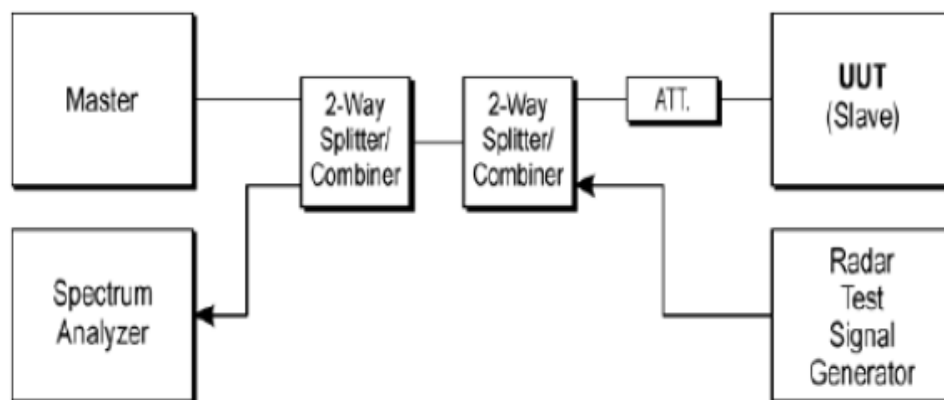 Master
2-Way
Splitter/
Combiner
2-Way
Splitter/
Combiner
ATT.
UUT
(Slave)
Spectrum
Analyzer
Radar
Test
Signal
Generator